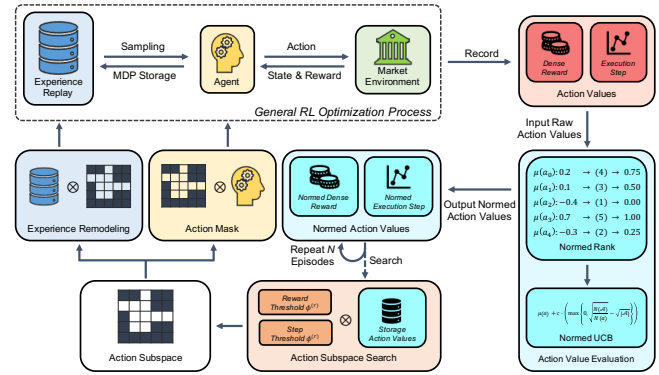 Sampling
MDP Storage
Action
State & Reward
Experience
Replay
Agent
Market
Environment
General RL Optimization Process
Record
Dense
Reward
Execution
Step
Action Values
Input Raw
Action Values
μ(a₀): 0.2 → (4) → 0.75
μ(a₁): 0.1 → (3) → 0.50
μ(a₂): −0.4 → (1) → 0.00
μ(a₃): 0.7 → (5) → 1.00
μ(a₄): −0.3 → (2) → 0.25
Normed Rank
μ(a) + c · (max {0, √(N(A)/N(a)) − √|A|})
Normed UCB
Action Value Evaluation
Output Normed
Action Values
Normed Dense
Reward
Normed
Execution Step
Normed Action Values
Repeat N
Episodes
Search
Experience Remodeling
Action Mask
Action Subspace
Reward
Threshold ϕ⁽ʳ⁾
Step
Threshold ϕ⁽ʳ⁾
Storage
Action Values
Action Subspace Search